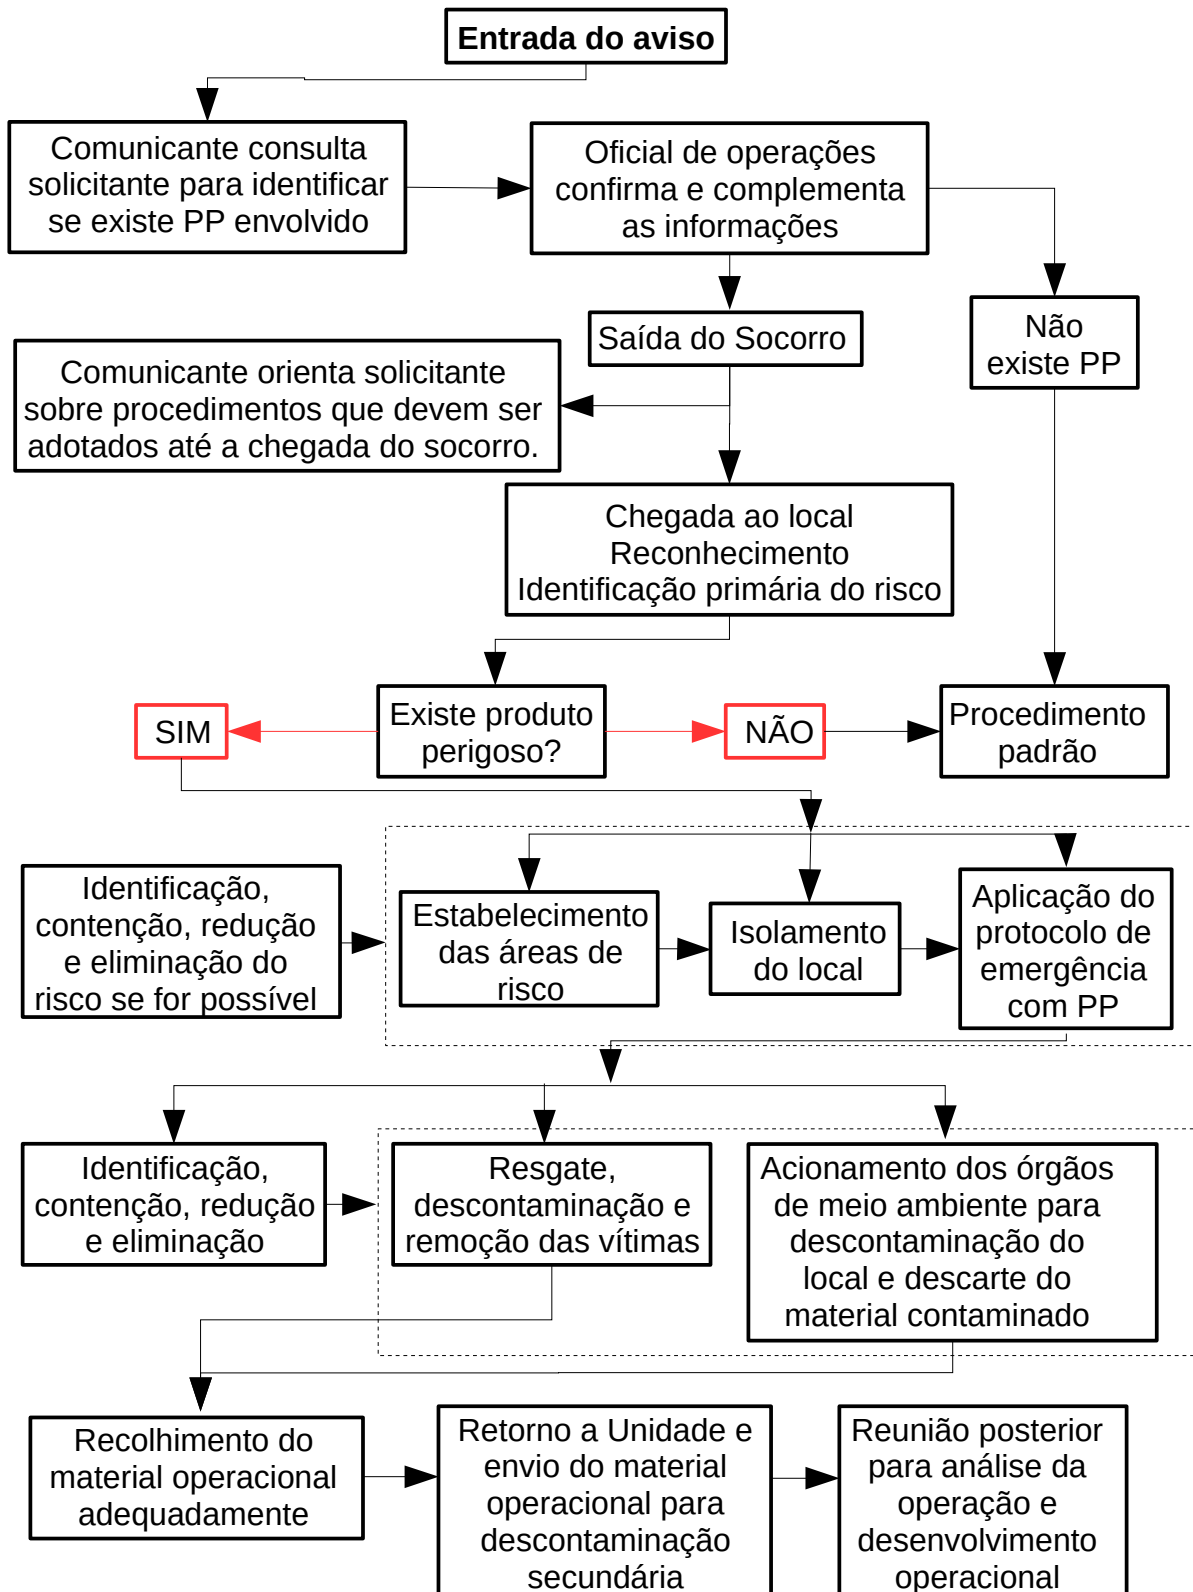 Entrada do aviso
Comunicante consulta
solicitante para identificar
se existe PP envolvido
Oficial de operações
confirma e complementa
as informações
Saída do Socorro
Não
existe PP
Comunicante orienta solicitante
sobre procedimentos que devem ser
adotados até a chegada do socorro.
Chegada ao local
Reconhecimento
Identificação primária do risco
SIM
Existe produto
perigoso?
NÃO
Procedimento
padrão
Identificação,
contenção, redução
e eliminação do
risco se for possível
Estabelecimento
das áreas de
risco
Isolamento
do local
Aplicação do
protocolo de
emergência
com PP
Identificação,
contenção, redução
e eliminação
Resgate,
descontaminação e
remoção das vítimas
Acionamento dos órgãos
de meio ambiente para
descontaminação do
local e descarte do
material contaminado
Recolhimento do
material operacional
adequadamente
Retorno a Unidade e
envio do material
operacional para
descontaminação
secundária
Reunião posterior
para análise da
operação e
desenvolvimento
operacional